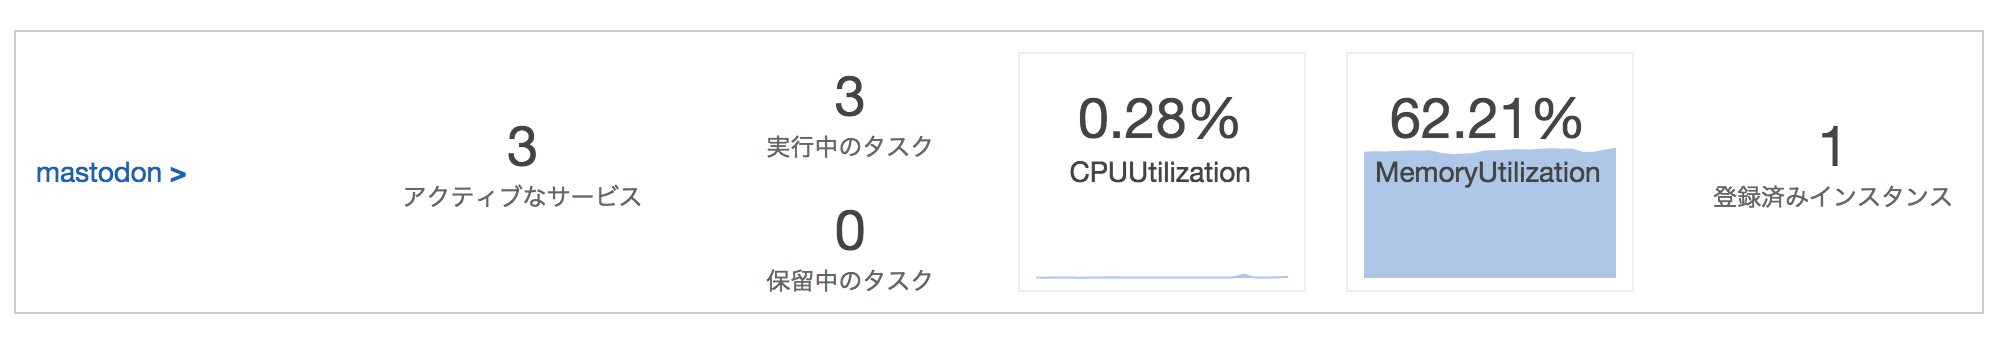 mastodon >
3
アクティブなサービス
3
実行中のタスク
0
保留中のタスク
0.28%
CPUUtilization
62.21%
MemoryUtilization
1
登録済みインスタンス